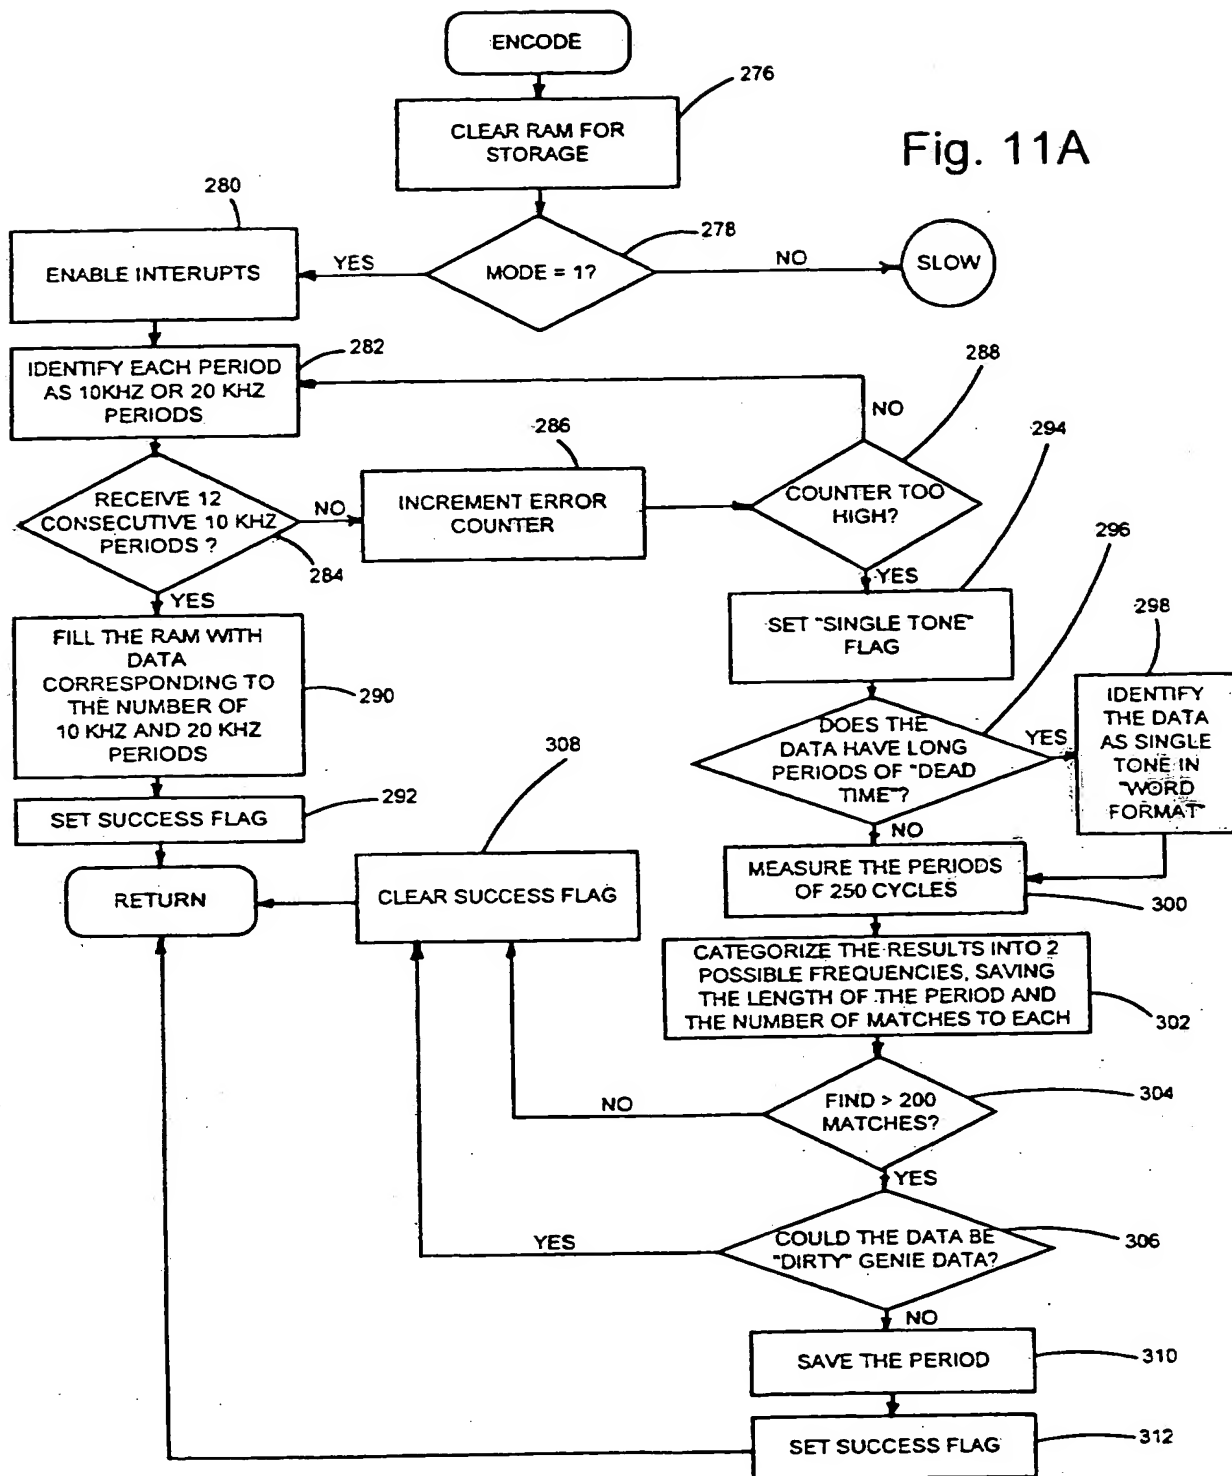 ENCODE
276
CLEAR RAM FOR
STORAGE
Fig. 11A
280
278
ENABLE INTERUPTS
YES
MODE = 1?
NO
SLOW
282
IDENTIFY EACH PERIOD
AS 10KHZ OR 20 KHZ
PERIODS
288
NO
286
294
RECEIVE 12
CONSECUTIVE 10 KHZ
PERIODS ?
NO
INCREMENT ERROR
COUNTER
COUNTER TOO
HIGH?
284
296
YES
YES
298
FILL THE RAM WITH
DATA
CORRESPONDING TO
THE NUMBER OF
10 KHZ AND 20 KHZ
PERIODS
290
SET "SINGLE TONE"
FLAG
IDENTIFY
THE DATA
AS SINGLE
TONE IN
"WORD
FORMAT"
DOES THE
DATA HAVE LONG
PERIODS OF "DEAD
TIME"?
YES
308
292
SET SUCCESS FLAG
NO
RETURN
CLEAR SUCCESS FLAG
MEASURE THE PERIODS
OF 250 CYCLES
300
CATEGORIZE THE RESULTS INTO 2
POSSIBLE FREQUENCIES, SAVING
THE LENGTH OF THE PERIOD AND
THE NUMBER OF MATCHES TO EACH
302
304
NO
FIND > 200
MATCHES?
YES
306
YES
COULD THE DATA BE
"DIRTY" GENIE DATA?
NO
SAVE THE PERIOD
310
SET SUCCESS FLAG
312